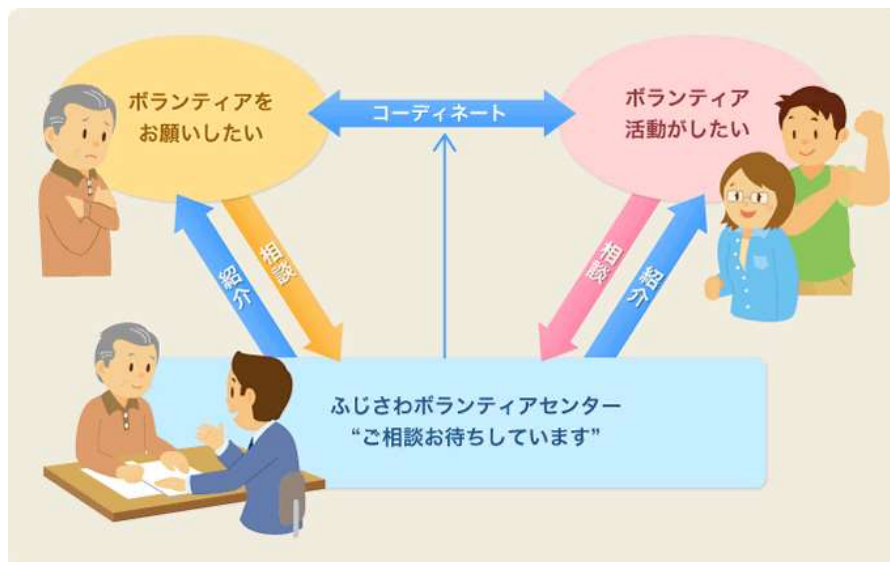 ボランティアを
お願いしたい
コーディネート
ボランティア
活動がしたい
紹介
相談
相談
紹介
ふじさわボランティアセンター
“ご相談お待ちしています”